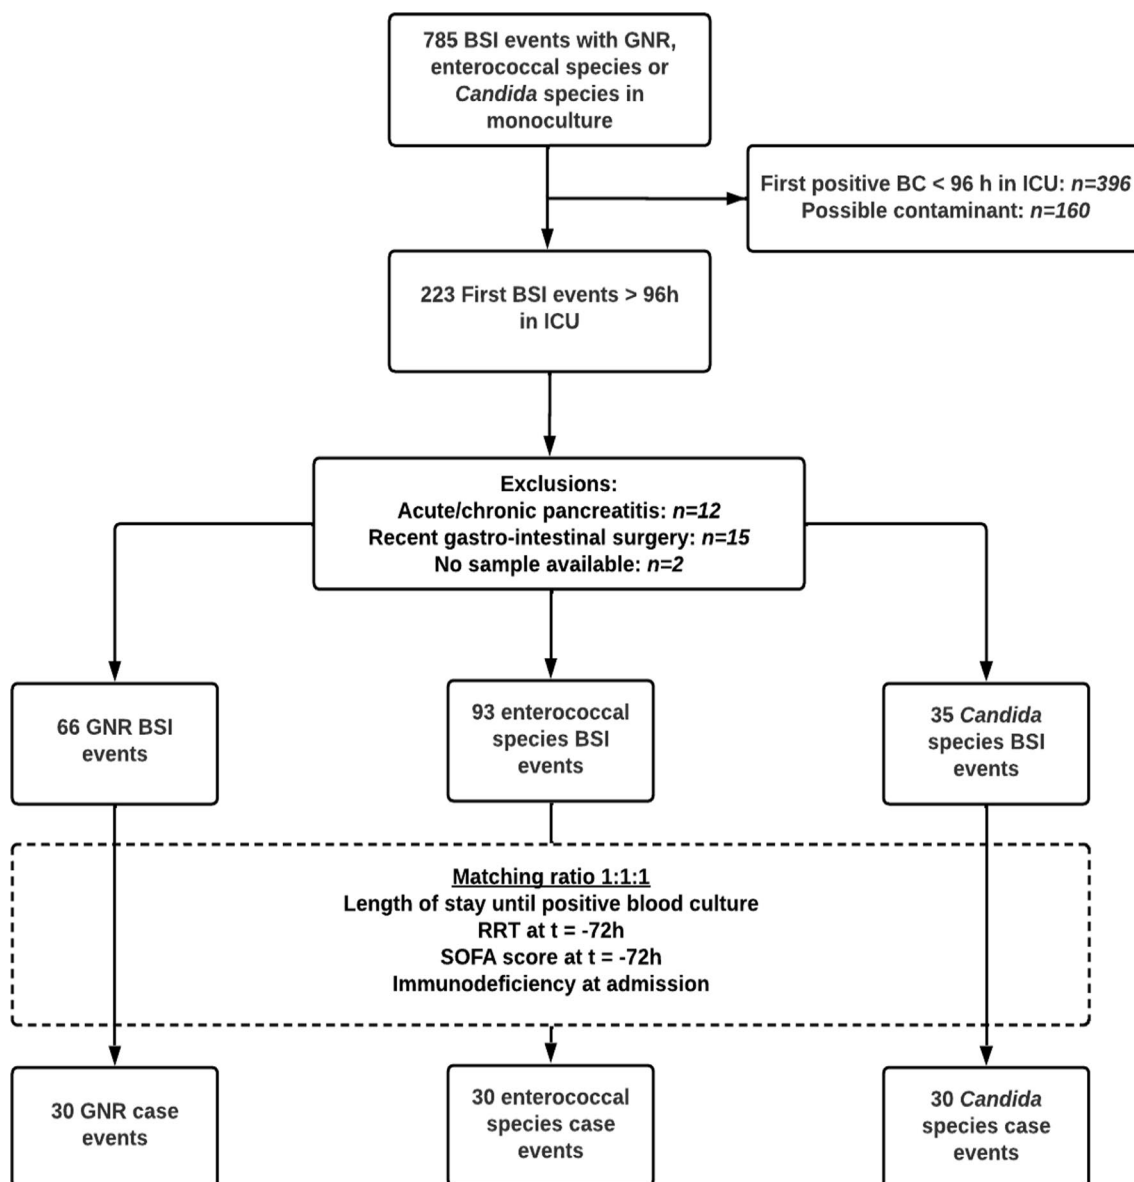 785 BSI events with GNR,
enterococcal species or
Candida species in
monoculture
First positive BC < 96 h in ICU: n=396
Possible contaminant: n=160
223 First BSI events > 96h
in ICU
Exclusions:
Acute/chronic pancreatitis: n=12
Recent gastro-intestinal surgery: n=15
No sample available: n=2
66 GNR BSI
events
93 enterococcal
species BSI
events
35 Candida
species BSI
events
Matching ratio 1:1:1
Length of stay until positive blood culture
RRT at t = -72h
SOFA score at t = -72h
Immunodeficiency at admission
30 GNR case
events
30 enterococcal
species case
events
30 Candida
species case
events